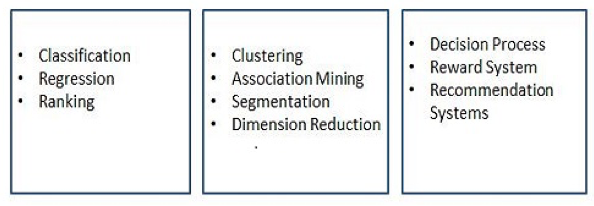 • Classification
• Regression
• Ranking
• Clustering
• Association Mining
• Segmentation
• Dimension Reduction
.
• Decision Process
• Reward System
• Recommendation
Systems